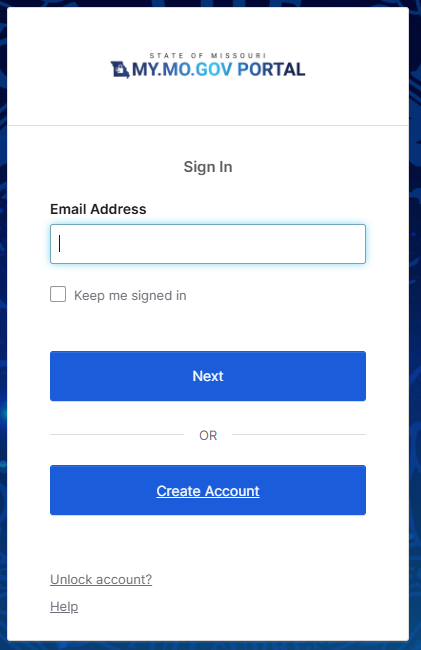 STATE OF MISSOURI
MY.MO.GOV PORTAL
Sign In
Email Address
Keep me signed in
Next
OR
Create Account
Unlock account?
Help